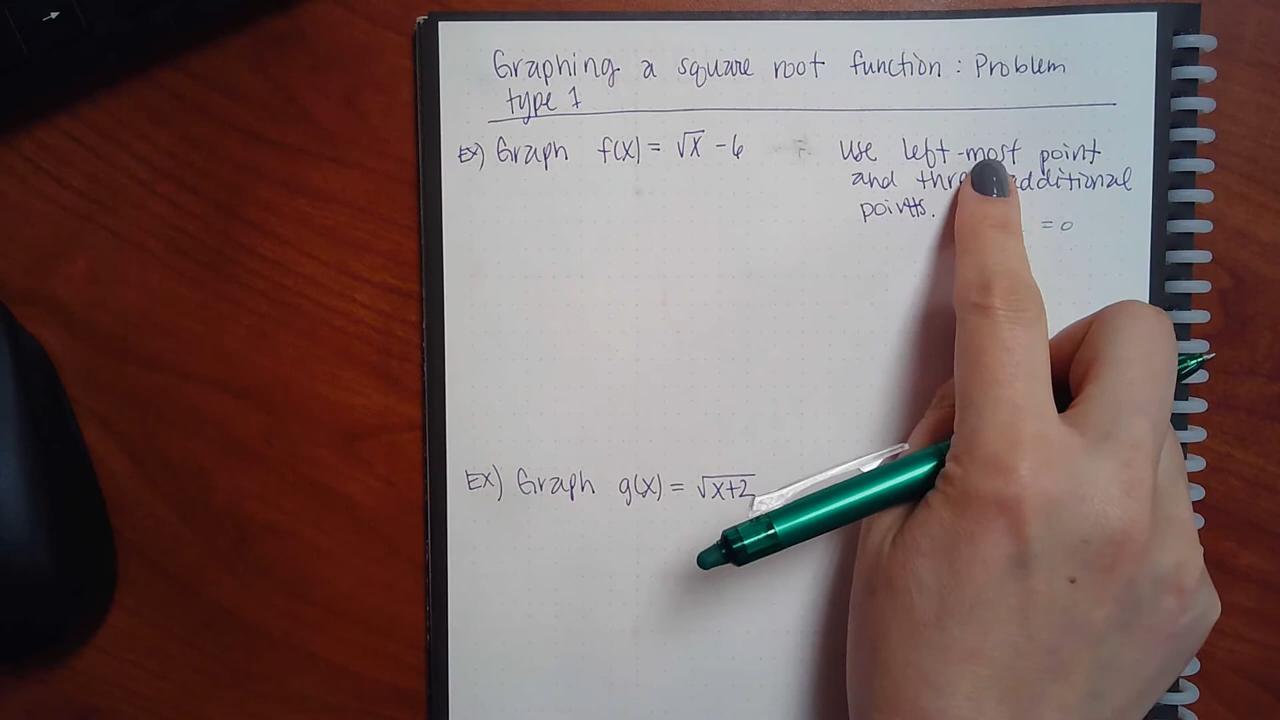 Graphing a square root function : Problem
type 1
Ex) Graph f(x) = √x - 6
use left-most point
and additional
points.
= 0
Ex) Graph g(x) = √x+2